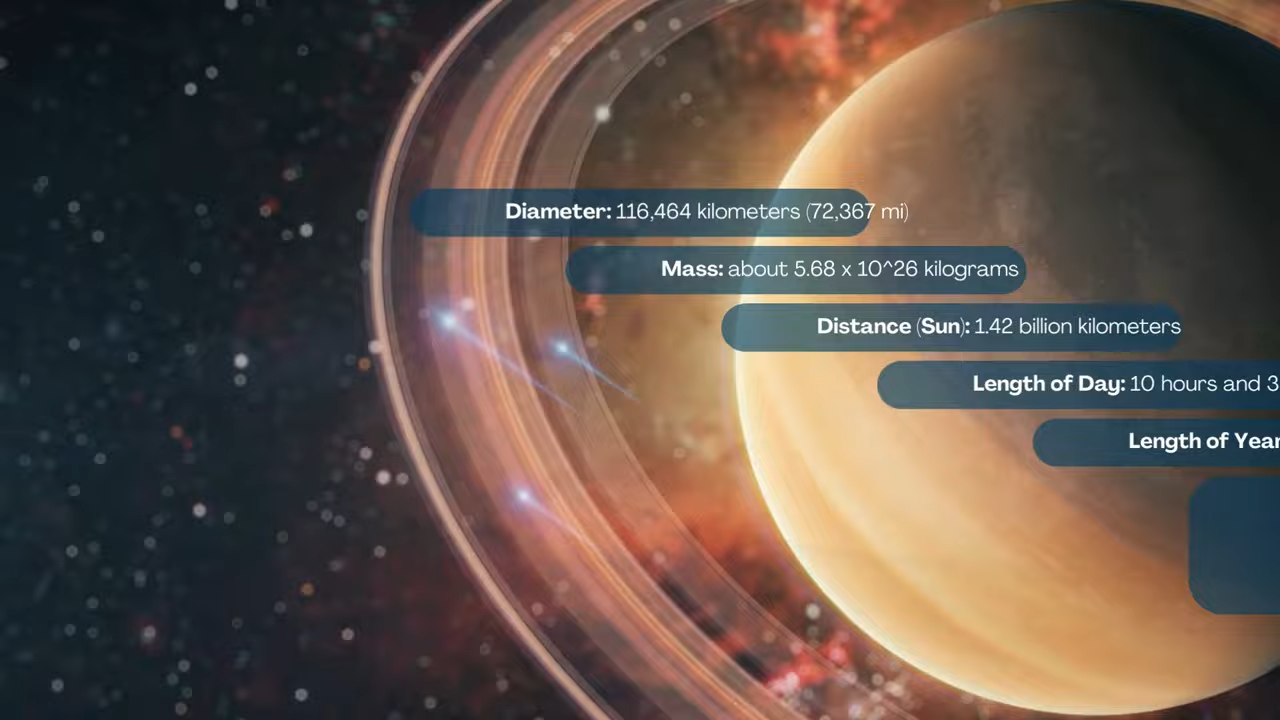 Diameter: 116,464 kilometers (72,367 mi)
Mass: about 5.68 x 10^26 kilograms
Distance (Sun): 1.42 billion kilometers
Length of Day: 10 hours and 3
Length of Year